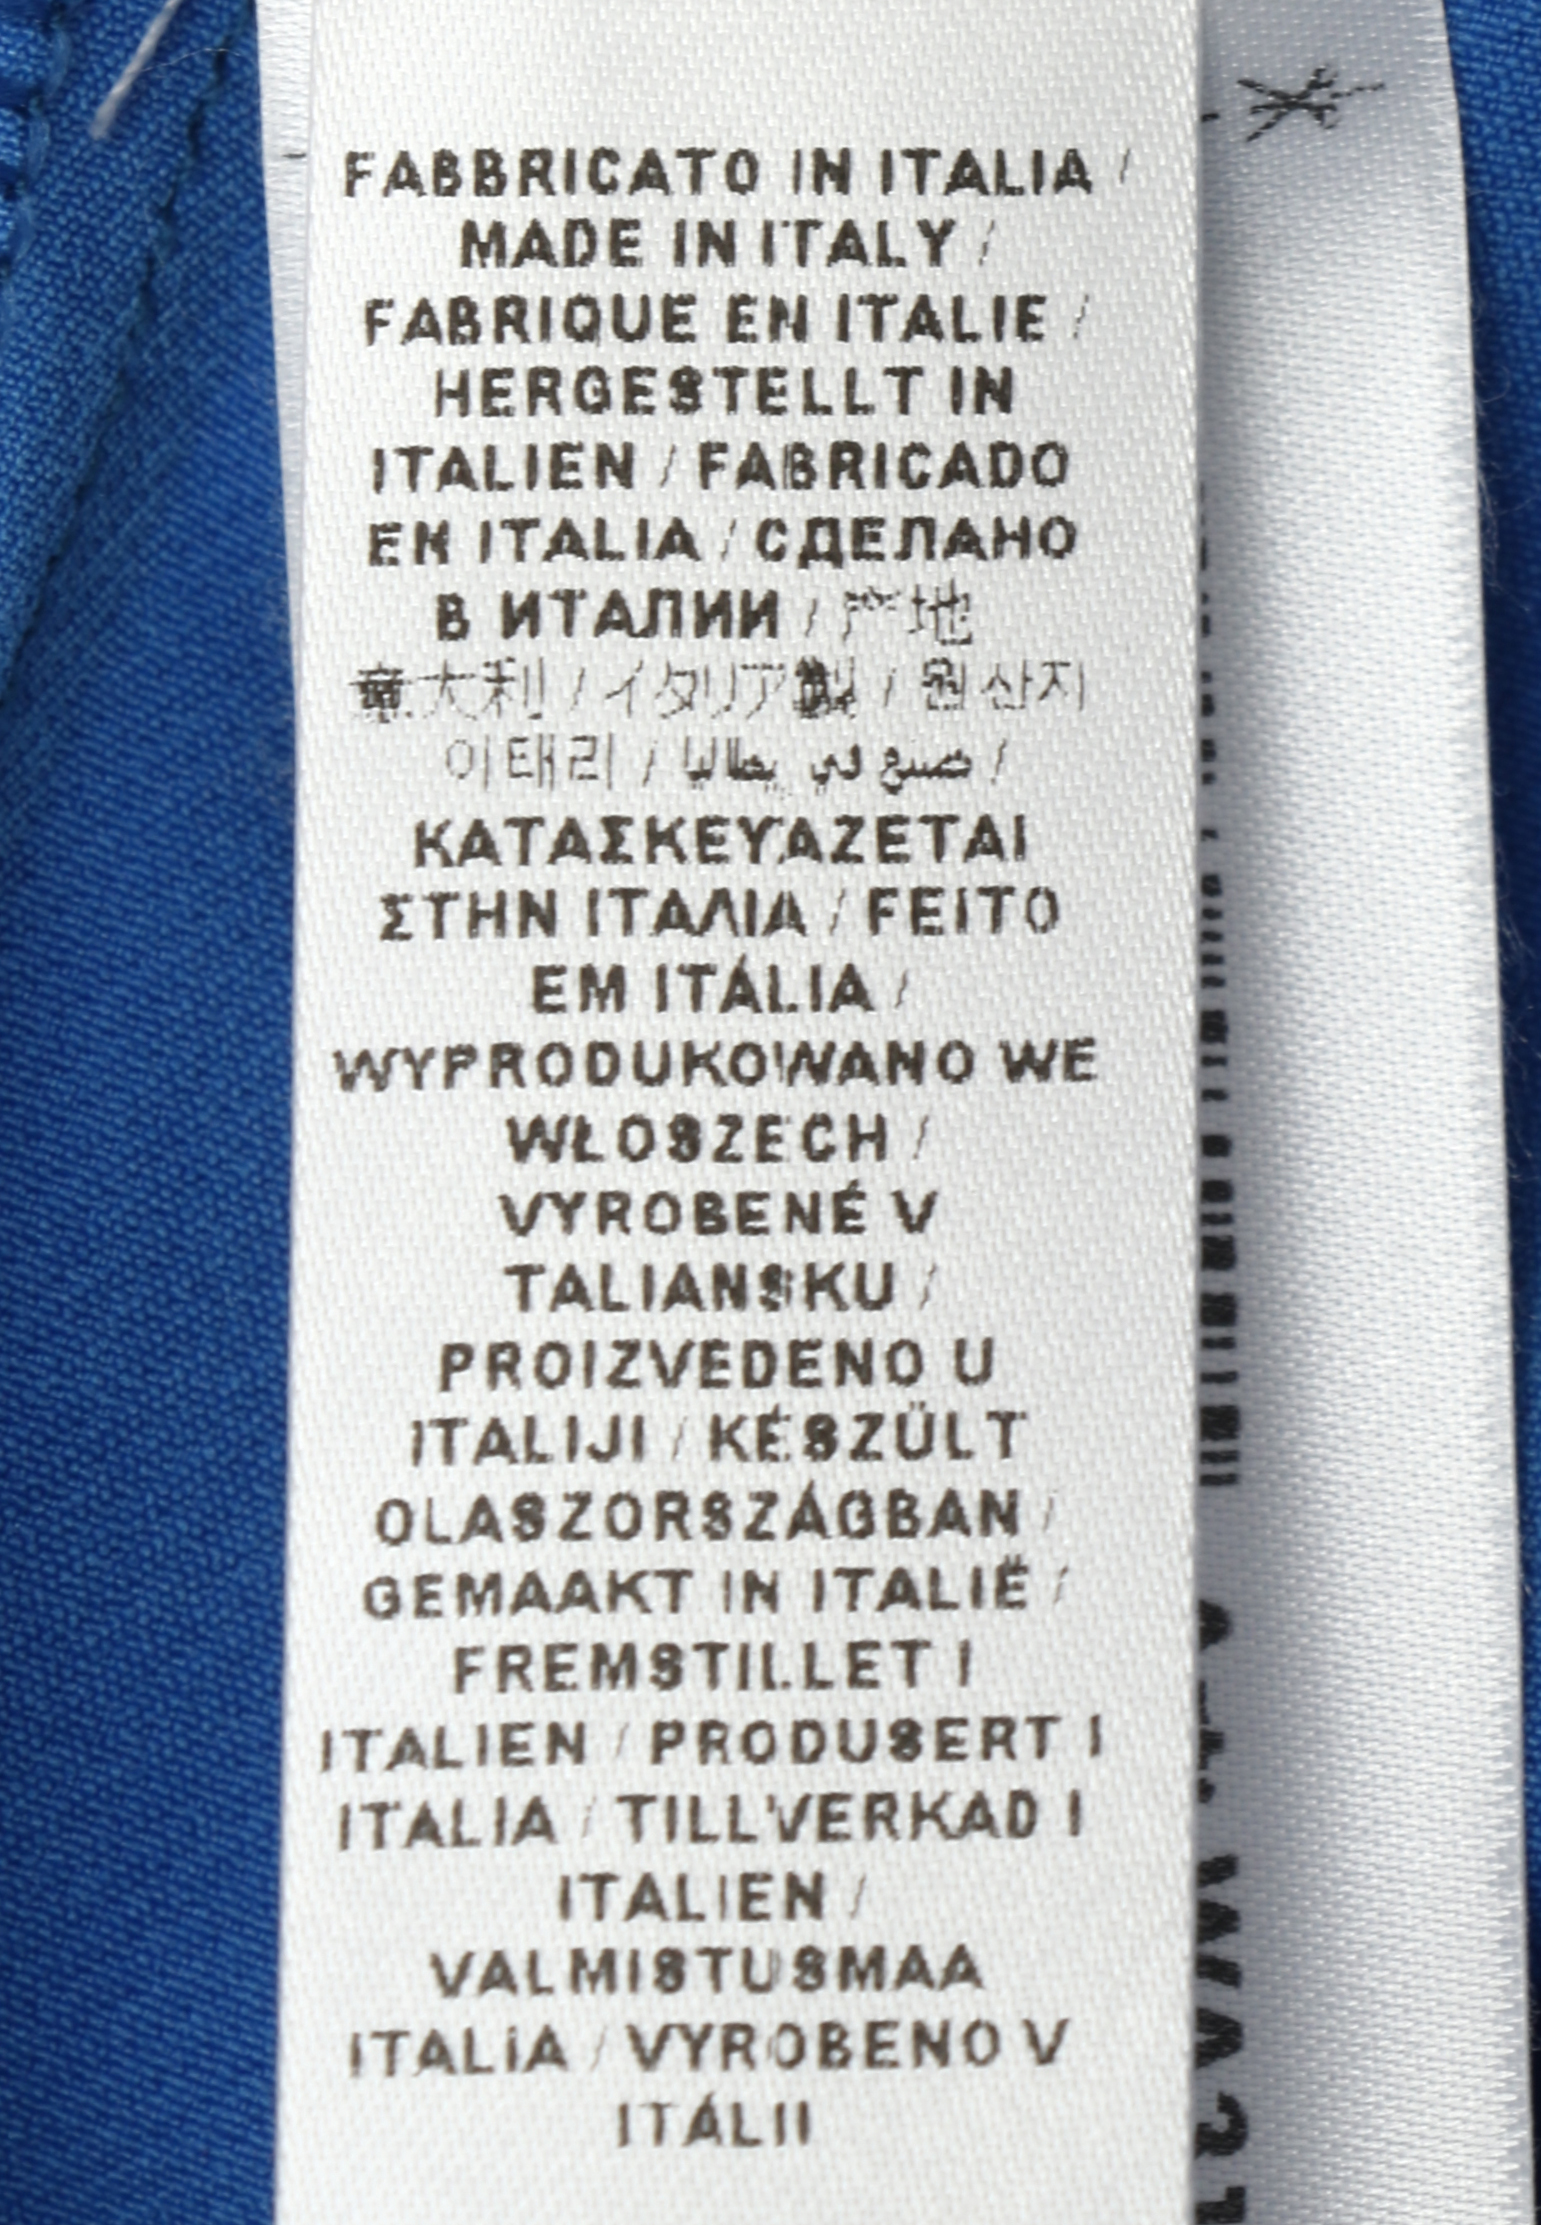 FABBRICATO IN ITALIA /
MADE IN ITALY /
FABRIQUE EN ITALIE /
HERGESTELLT IN
ITALIEN / FABRICADO
EN ITALIA / СДЕЛАНО
В ИТАЛИИ / 产地
意大利 / イタリア製 / 원산지
이태리 / صنع في يطاليا /
ΚΑΤΑΣΚΕΥΑΖΕΤΑΙ
ΣΤΗΝ ΙΤΑΛΙΑ / FEITO
EM ITÁLIA /
WYPRODUKOWANO WE
WŁOSZECH /
VYROBENÉ V
TALIANSKU /
PROIZVEDENO U
ITALIJI / KÉSZÜLT
OLASZORSZÁGBAN /
GEMAAKT IN ITALIË /
FREMSTILLET I
ITALIEN / PRODUSERT I
ITALIA / TILLVERKAD I
ITALIEN /
VALMISTUSMAA
ITALIA / VYROBENO V
ITÁLII